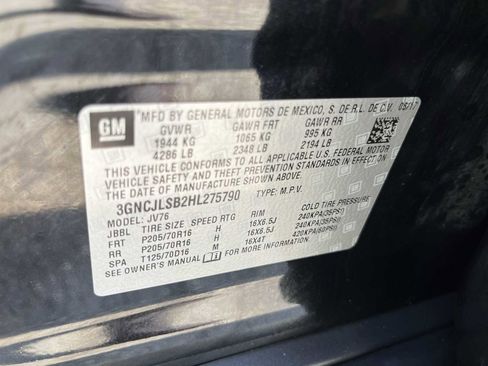 GM
MFD BY GENERAL MOTORS DE MEXICO, S. DE R.L. DE C.V. 05/17
GVWR GAWR FRT GAWR RR
1944 KG 1065 KG 995 KG
4286 LB 2348 LB 2194 LB
THIS VEHICLE CONFORMS TO ALL APPLICABLE U.S. FEDERAL MOTOR
VEHICLE SAFETY AND THEFT PREVENTION STANDARDS IN EFFECT ON
THE DATE OF MANUFACTURE SHOWN ABOVE.
3GNCJLSB2HL275790 TYPE: M.P.V.
MODEL: JV76
JBBL TIRE SIZE SPEED RTG RIM COLD TIRE PRESSURE
FRT P205/70R16 H 16X6.5J 240KPA(35PSI)
RR P205/70R16 H 16X6.5J 240KPA(35PSI)
SPA T125/70D16 M 16X4T 420KPA(60PSI)
SEE OWNER'S MANUAL